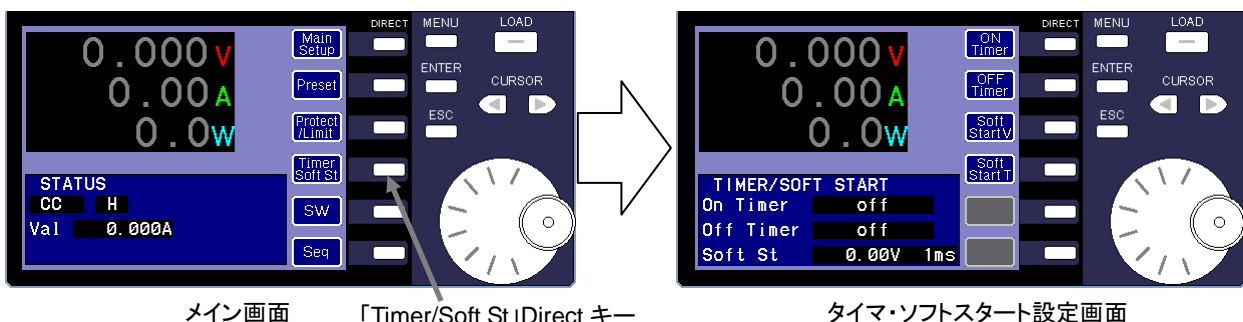 DIRECT
MENU
LOAD
0.000V
0.00A
0.0W
Main
Setup
Preset
Protect
/Limit
Timer
Soft St
SW
Seq
ENTER
CURSOR
ESC
STATUS
CC H
Val 0.000A
メイン画面
「Timer/Soft St」Direct キー
DIRECT
MENU
LOAD
0.000V
0.00A
0.0W
ON
Timer
OFF
Timer
Soft
StartV
Soft
StartT
ENTER
CURSOR
ESC
TIMER/SOFT START
On Timer off
Off Timer off
Soft St 0.00V 1ms
タイマ・ソフトスタート設定画面